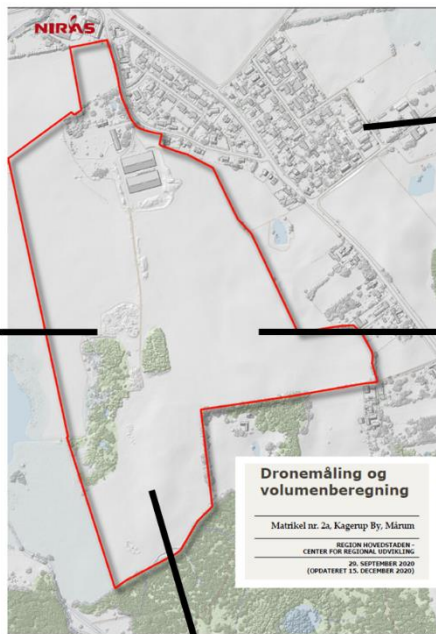 NIRAS
Dronemåling og
volumenberegning
Matrikel nr. 2a, Kagerup By, Mårum
REGION HOVEDSTADEN -
CENTER FOR REGIONAL UDVIKLING
29. SEPTEMBER 2020
(OPDATERET 15. DECEMBER 2020)